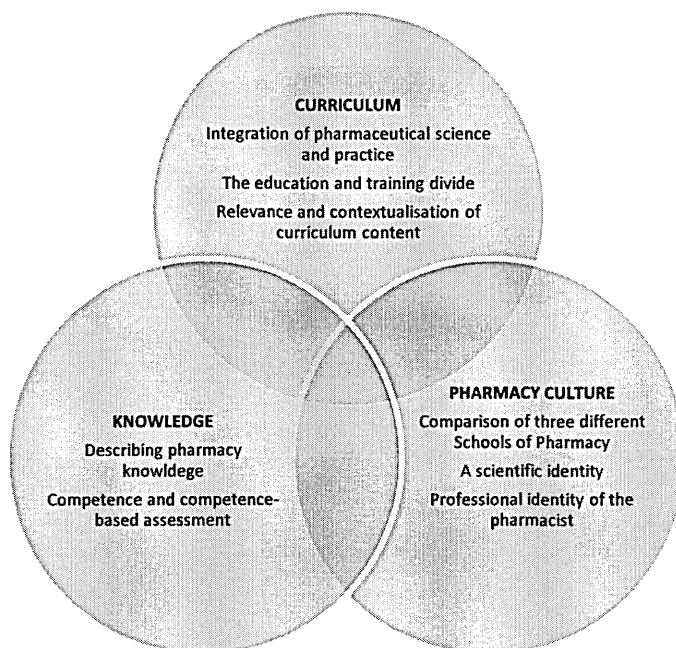 CURRICULUM
Integration of pharmaceutical science
and practice
The education and training divide
Relevance and contextualisation of
curriculum content
KNOWLEDGE
Describing pharmacy
knowldege
Competence and competence-
based assessment
PHARMACY CULTURE
Comparison of three different
Schools of Pharmacy
A scientific identity
Professional identity of the
pharmacist